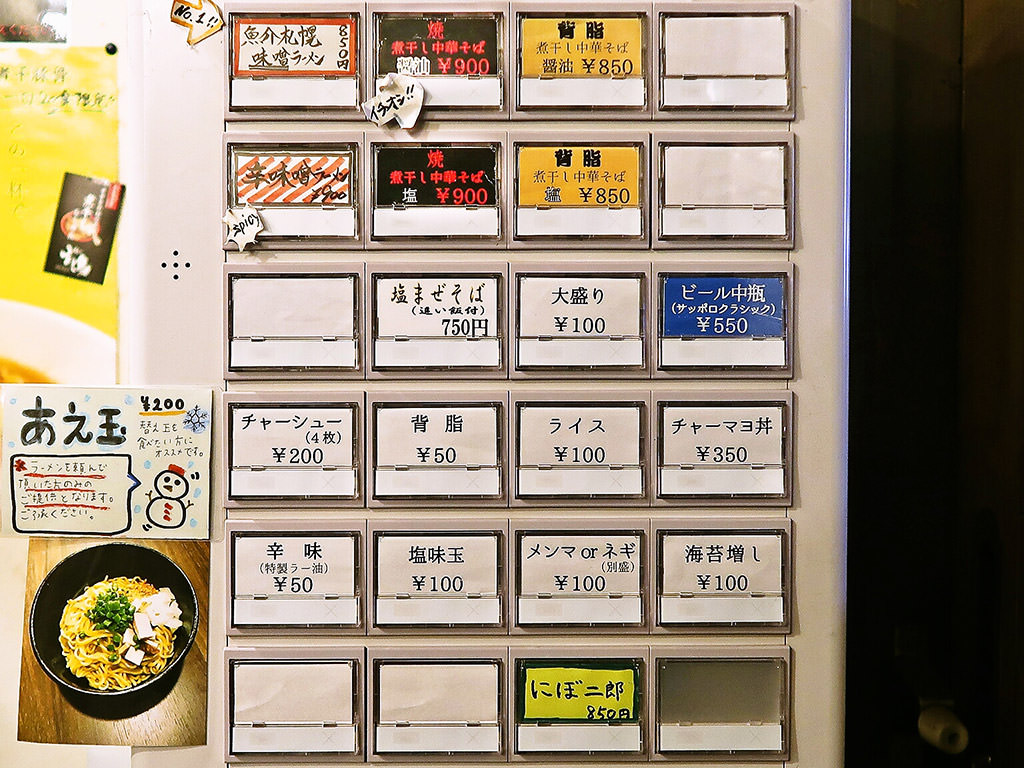 No.1!!
魚介札幌
味噌ラーメン
850円
焼
煮干し中華そば
醤油 ¥900
イチオシ!!
背脂
煮干し中華そば
醤油 ¥850
辛味噌ラーメン
¥900
spicy
焼
煮干し中華そば
塩 ¥900
背脂
煮干し中華そば
塩 ¥850
塩まぜそば
(追い飯付)
750円
大盛り
¥100
ビール中瓶
(サッポロクラシック)
¥550
チャーシュー
(4枚)
¥200
背脂
¥50
ライス
¥100
チャーマヨ丼
¥350
辛味
(特製ラー油)
¥50
塩味玉
¥100
メンマorネギ
(別盛)
¥100
海苔増し
¥100
にぼ二郎
850円
あえ玉
¥200
替え玉を
食べたい方に
オススメです。
※ラーメンを頼んで
頂いた方のみの
ご提供となります。
ご了承ください。